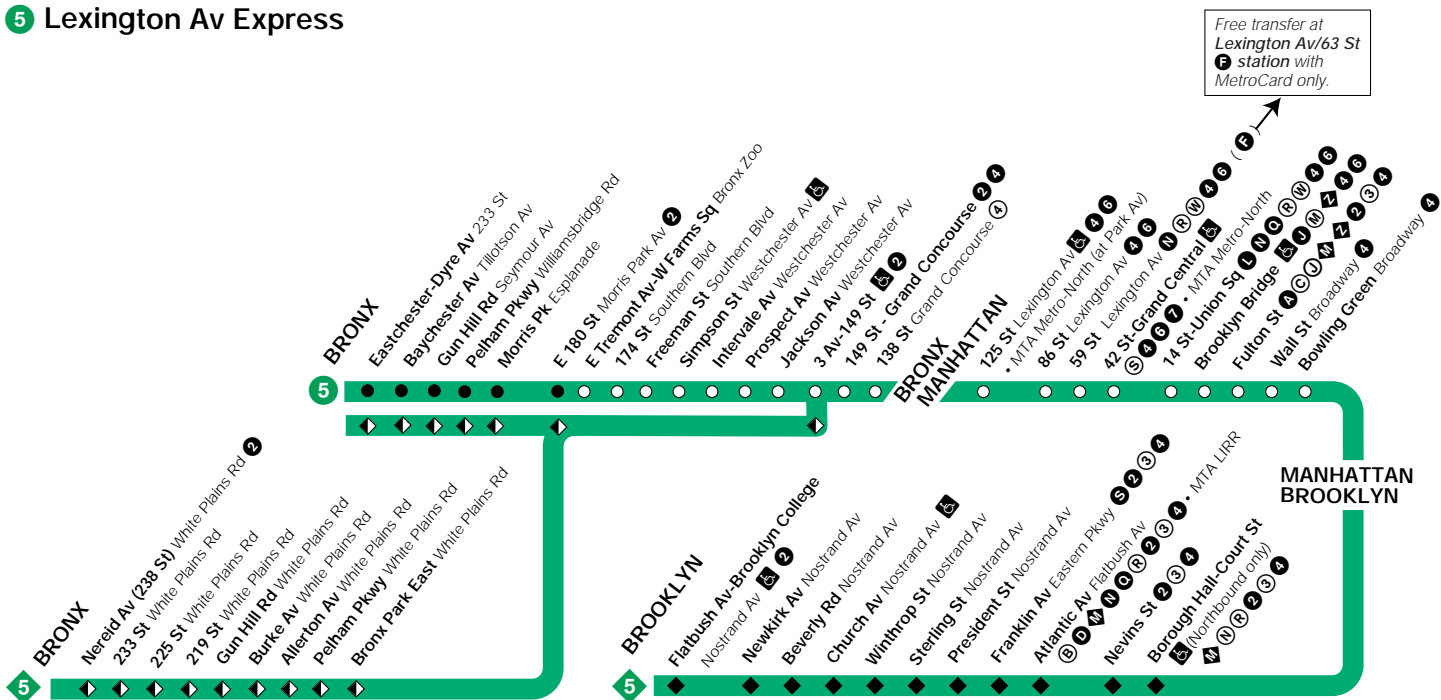 5 Lexington Av Express
Free transfer at
Lexington Av/63 St
F station with
MetroCard only.
BRONX
Eastchester-Dyre Av 233 St
Baychester Av Tillotson Av
Gun Hill Rd Seymour Av
Pelham Pkwy Williamsbridge Rd
Morris Pk Esplanade
E 180 St Morris Park Av 2
E Tremont Av-W Farms Sq Bronx Zoo
174 St Southern Blvd
Freeman St Southern Blvd
Simpson St Westchester Av
Intervale Av Westchester Av
Prospect Av Westchester Av
Jackson Av Westchester Av
3 Av-149 St 2
149 St - Grand Concourse 2 4
138 St Grand Concourse 4
BRONX
MANHATTAN
125 St Lexington Av 4 6
• MTA Metro-North (at Park Av)
86 St Lexington Av 4 6
59 St Lexington Av N R W 4 6 ( F )
42 St-Grand Central
S 4 6 7 • MTA Metro-North
14 St-Union Sq L N Q R W 4 6
Brooklyn Bridge J M Z 4 6
Fulton St A C J M Z 2 3 4
Wall St Broadway 4
Bowling Green Broadway 4
5
MANHATTAN
BROOKLYN
BRONX
Nereid Av (238 St) White Plains Rd 2
233 St White Plains Rd
225 St White Plains Rd
219 St White Plains Rd
Gun Hill Rd White Plains Rd
Burke Av White Plains Rd
Allerton Av White Plains Rd
Pelham Pkwy White Plains Rd
Bronx Park East White Plains Rd
5
BROOKLYN
Flatbush Av-Brooklyn College
Nostrand Av 2
Newkirk Av Nostrand Av
Beverly Rd Nostrand Av
Church Av Nostrand Av
Winthrop St Nostrand Av
Sterling St Nostrand Av
President St Nostrand Av
Franklin Av Eastern Pkwy S 2 3 4
Atlantic Av Flatbush Av
B D M N Q R 2 3 4 • MTA LIRR
Nevins St 2 3 4
Borough Hall-Court St
(Northbound only)
M N R 2 3 4
5